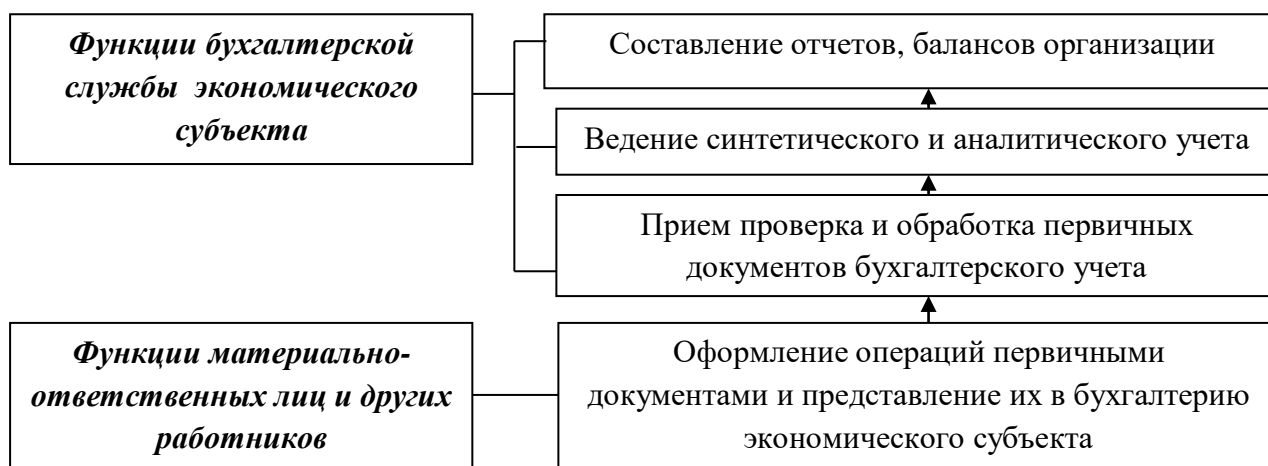 Функции бухгалтерской
службы экономического
субъекта
Составление отчетов, балансов организации
Ведение синтетического и аналитического учета
Прием проверка и обработка первичных
документов бухгалтерского учета
Функции материально-
ответственных лиц и других
работников
Оформление операций первичными
документами и представление их в бухгалтерию
экономического субъекта